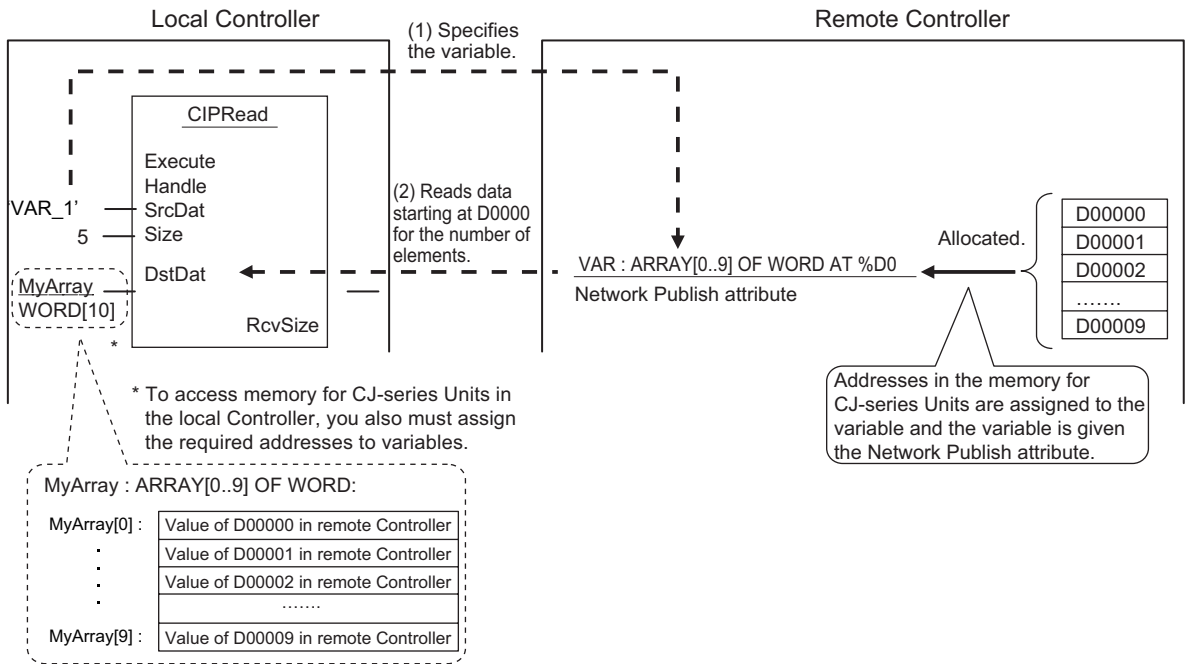 Local Controller
Remote Controller
(1) Specifies
the variable.
CIPRead
Execute
Handle
'VAR_1'
SrcDat
5
Size
DstDat
MyArray
WORD[10]
RcvSize
*
(2) Reads data
starting at D0000
for the number of
elements.
VAR : ARRAY[0..9] OF WORD AT %D0
Network Publish attribute
Allocated.
D00000
D00001
D00002
.......
D00009
Addresses in the memory for
CJ-series Units are assigned to the
variable and the variable is given
the Network Publish attribute.
* To access memory for CJ-series Units in
the local Controller, you also must assign
the required addresses to variables.
MyArray : ARRAY[0..9] OF WORD:
MyArray[0] : Value of D00000 in remote Controller
Value of D00001 in remote Controller
Value of D00002 in remote Controller
.......
MyArray[9] : Value of D00009 in remote Controller